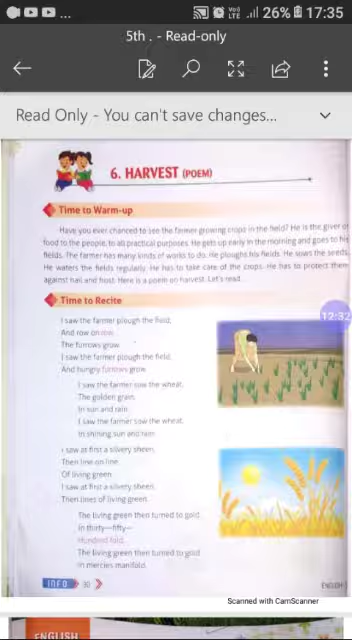 ... 26% 17:35
5th . - Read-only
Read Only - You can't save changes...
6. HARVEST (POEM)
Time to Warm-up
Have you ever chanced to see the farmer growing crops in the field? He is the giver of
food to the people, to all practical purposes. He gets up early in the morning and goes to his
fields. The farmer has many kinds of works to do. He ploughs his fields. He sows the seeds.
He waters the fields regularly. He has to take care of the crops. He has to protect them
against hail and frost. Here is a poem on harvest. Let's read.
Time to Recite
12:32
I saw the farmer plough the field,
And row on row
The furrows grow.
I saw the farmer plough the field,
And hungry furrows grow.
I saw the farmer sow the wheat,
The golden grain,
In sun and rain.
I saw the farmer sow the wheat,
In shining sun and rain.
I saw at first a silvery sheen,
Then line on line
Of living green.
I saw at first a silvery sheen,
Then lines of living green.
The living green then turned to gold
In thirty—fifty—
Hundred fold.
The living green then turned to gold
In mercies manifold.
INFO 30 ENGLISH
Scanned with CamScanner
ENGLISH